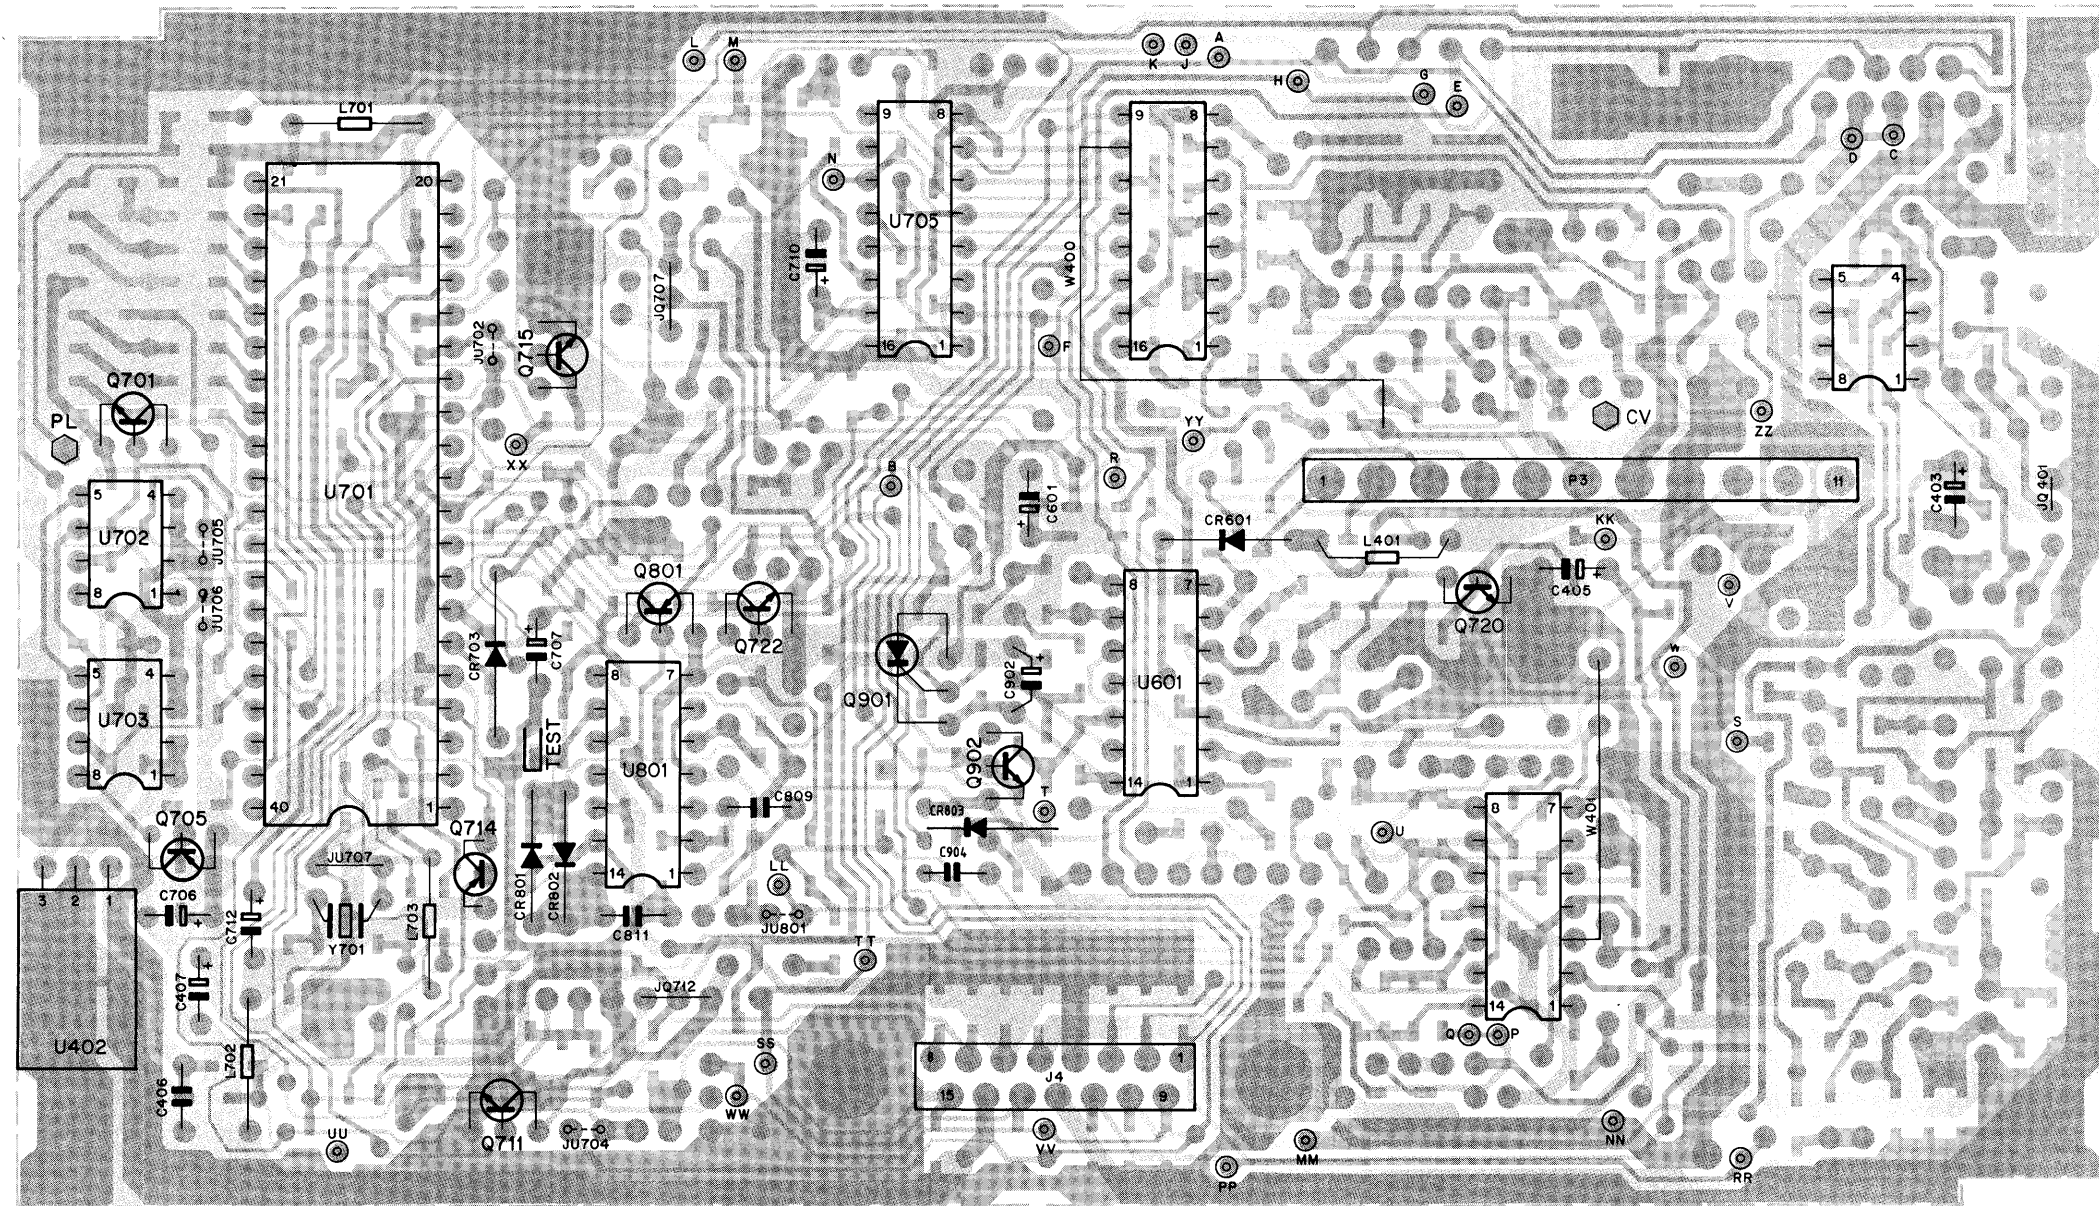 L M
K J A
H G E
D C
L701
9 8
9 8
N
21 20
U705
C710 +
W400
JQ707
5 4
JU702
Q715
16 1
F
16 1
8 1
Q701
PL
YY
CV
ZZ
XX
B
R
U701
1 P3 11
C403 +
JQ401
C601 +
5 4
U702
JU705
8 1
JU706
CR601
L401
KK
C405 +
Q720
V
Q801
Q722
8 7
CR703
C707 +
Q901
C902 +
U601
W
5 4
U703
8 1
8 7
TEST
U801
Q902
S
14 1
C809
T
40 1
CR803
8 7
W401
U
Q705
Q714
JU707
C904
LL
14 1
CR801
CR802
3 2 1
C706 +
C712 +
Y701
L703
C811
JU801
TT
C407 +
JQ712
14 1
Q P
U402
L702
SS
8 1
J4
15 9
C406
WW
UU
Q711
JU704
VV
MM
NN
PP
RR